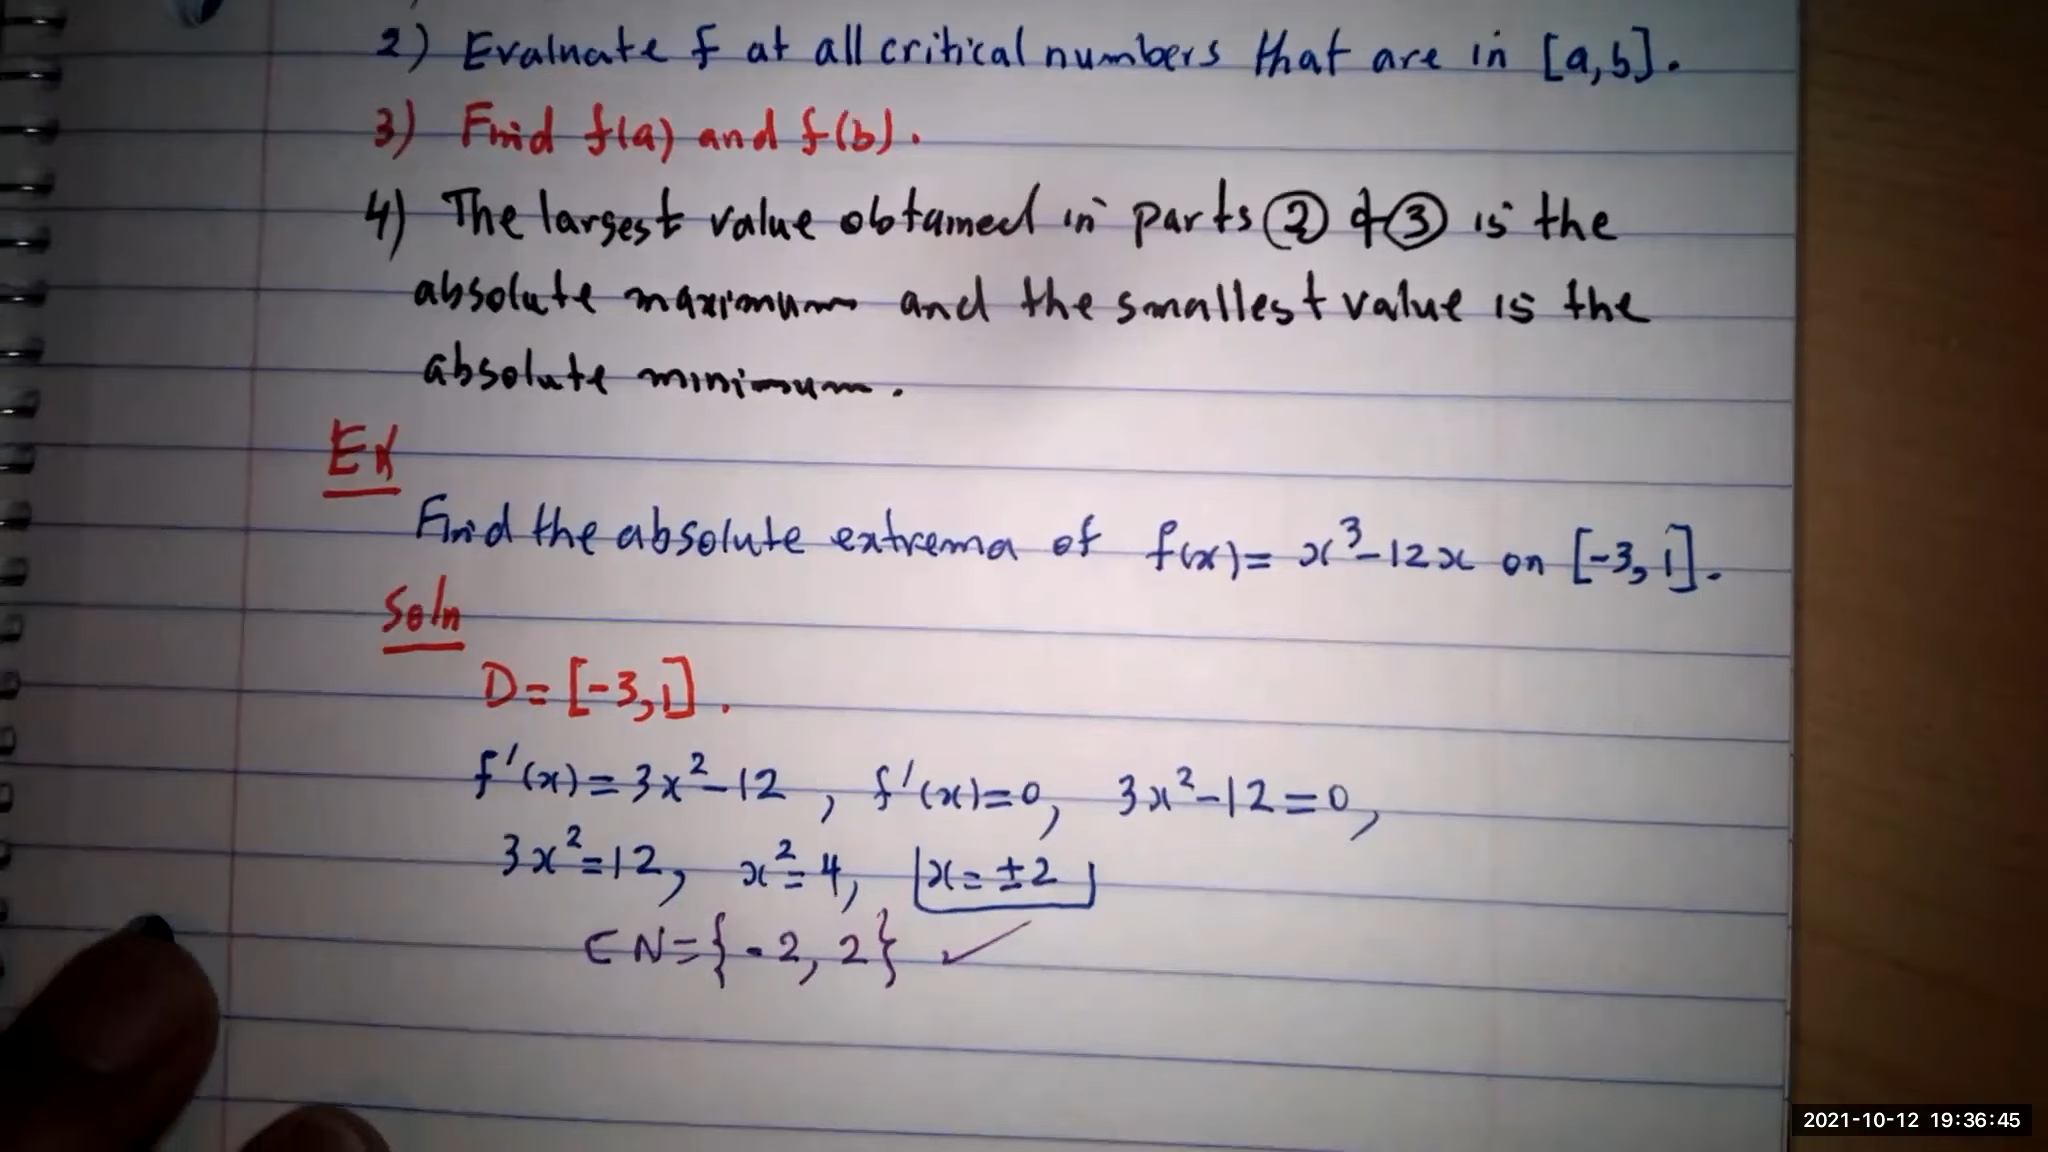 2) Evaluate f at all critical numbers that are in [a,b].
3) Find f(a) and f(b).
4) The largest value obtained in parts ② & ③ is the
absolute maximum and the smallest value is the
absolute minimum.
Ex
Find the absolute extrema of f(x) = x³-12x on [-3,1].
Soln
D = [-3,1].
f'(x) = 3x²-12, f'(x)=0, 3x²-12=0,
3x²=12, x²=4, x=±2
CN={-2, 2} ✓
2021-10-12 19:36:45